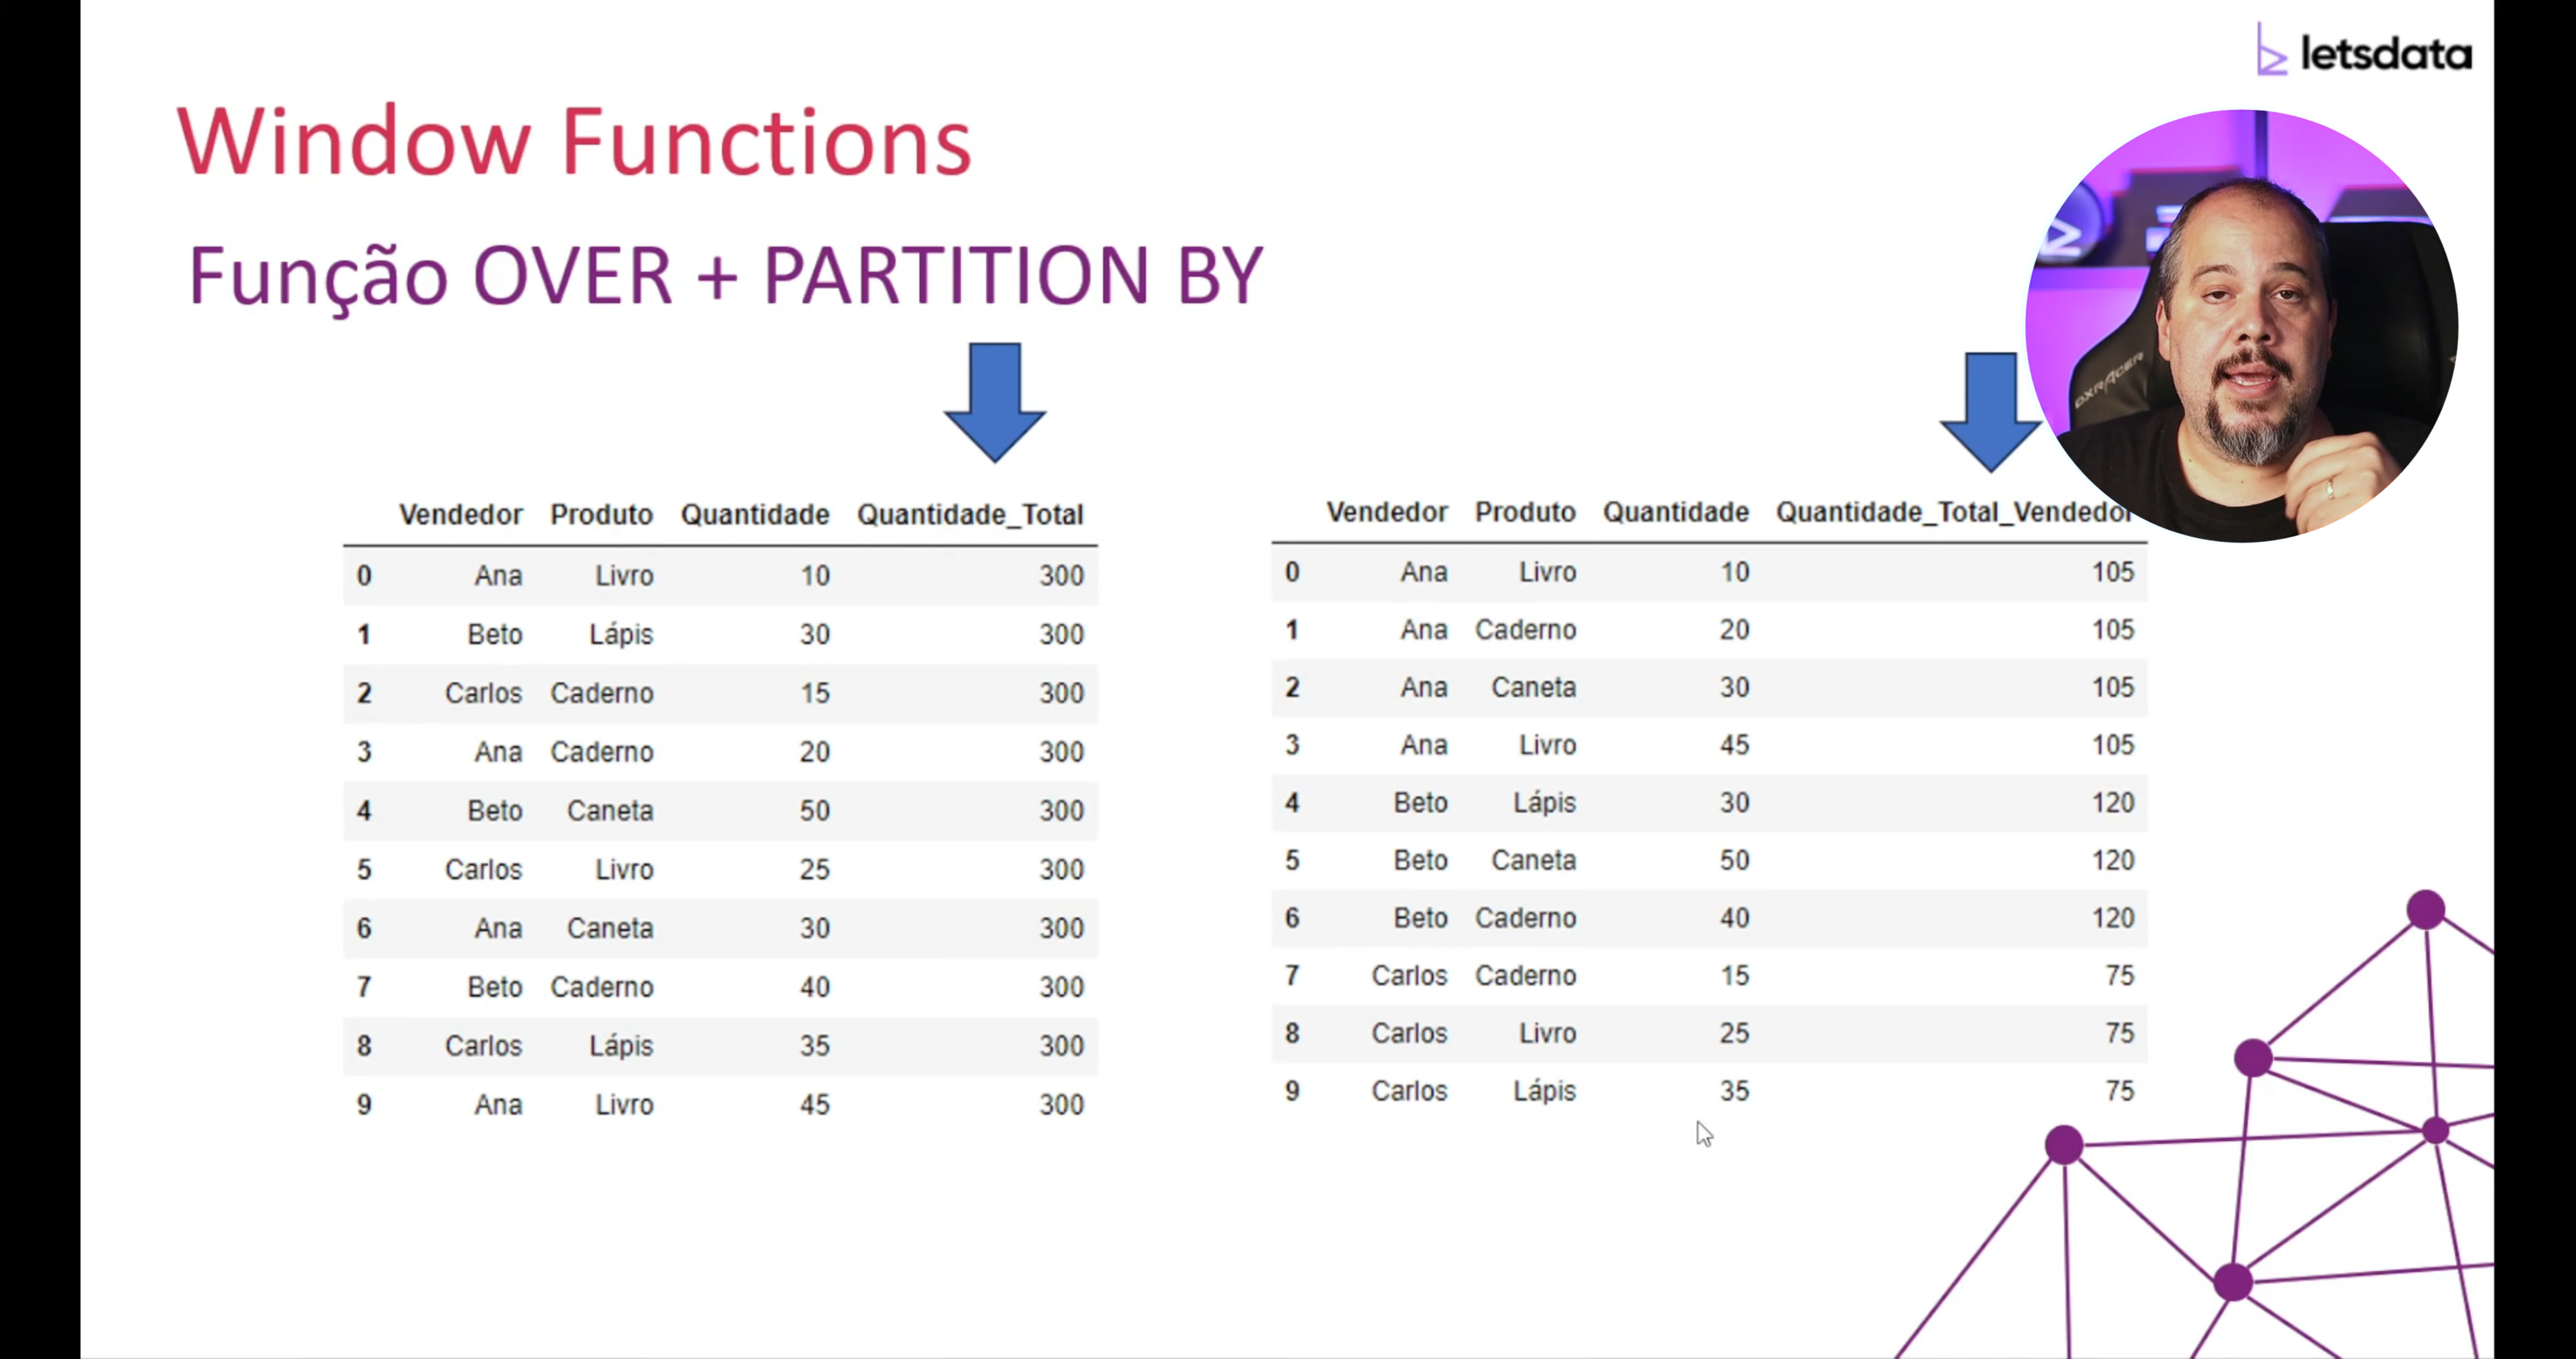 letsdata
Window Functions
Função OVER + PARTITION BY
Vendedor Produto Quantidade Quantidade_Total
0 Ana Livro 10 300
1 Beto Lápis 30 300
2 Carlos Caderno 15 300
3 Ana Caderno 20 300
4 Beto Caneta 50 300
5 Carlos Livro 25 300
6 Ana Caneta 30 300
7 Beto Caderno 40 300
8 Carlos Lápis 35 300
9 Ana Livro 45 300
Vendedor Produto Quantidade Quantidade_Total_Vendedor
0 Ana Livro 10 105
1 Ana Caderno 20 105
2 Ana Caneta 30 105
3 Ana Livro 45 105
4 Beto Lápis 30 120
5 Beto Caneta 50 120
6 Beto Caderno 40 120
7 Carlos Caderno 15 75
8 Carlos Livro 25 75
9 Carlos Lápis 35 75
DXRACER